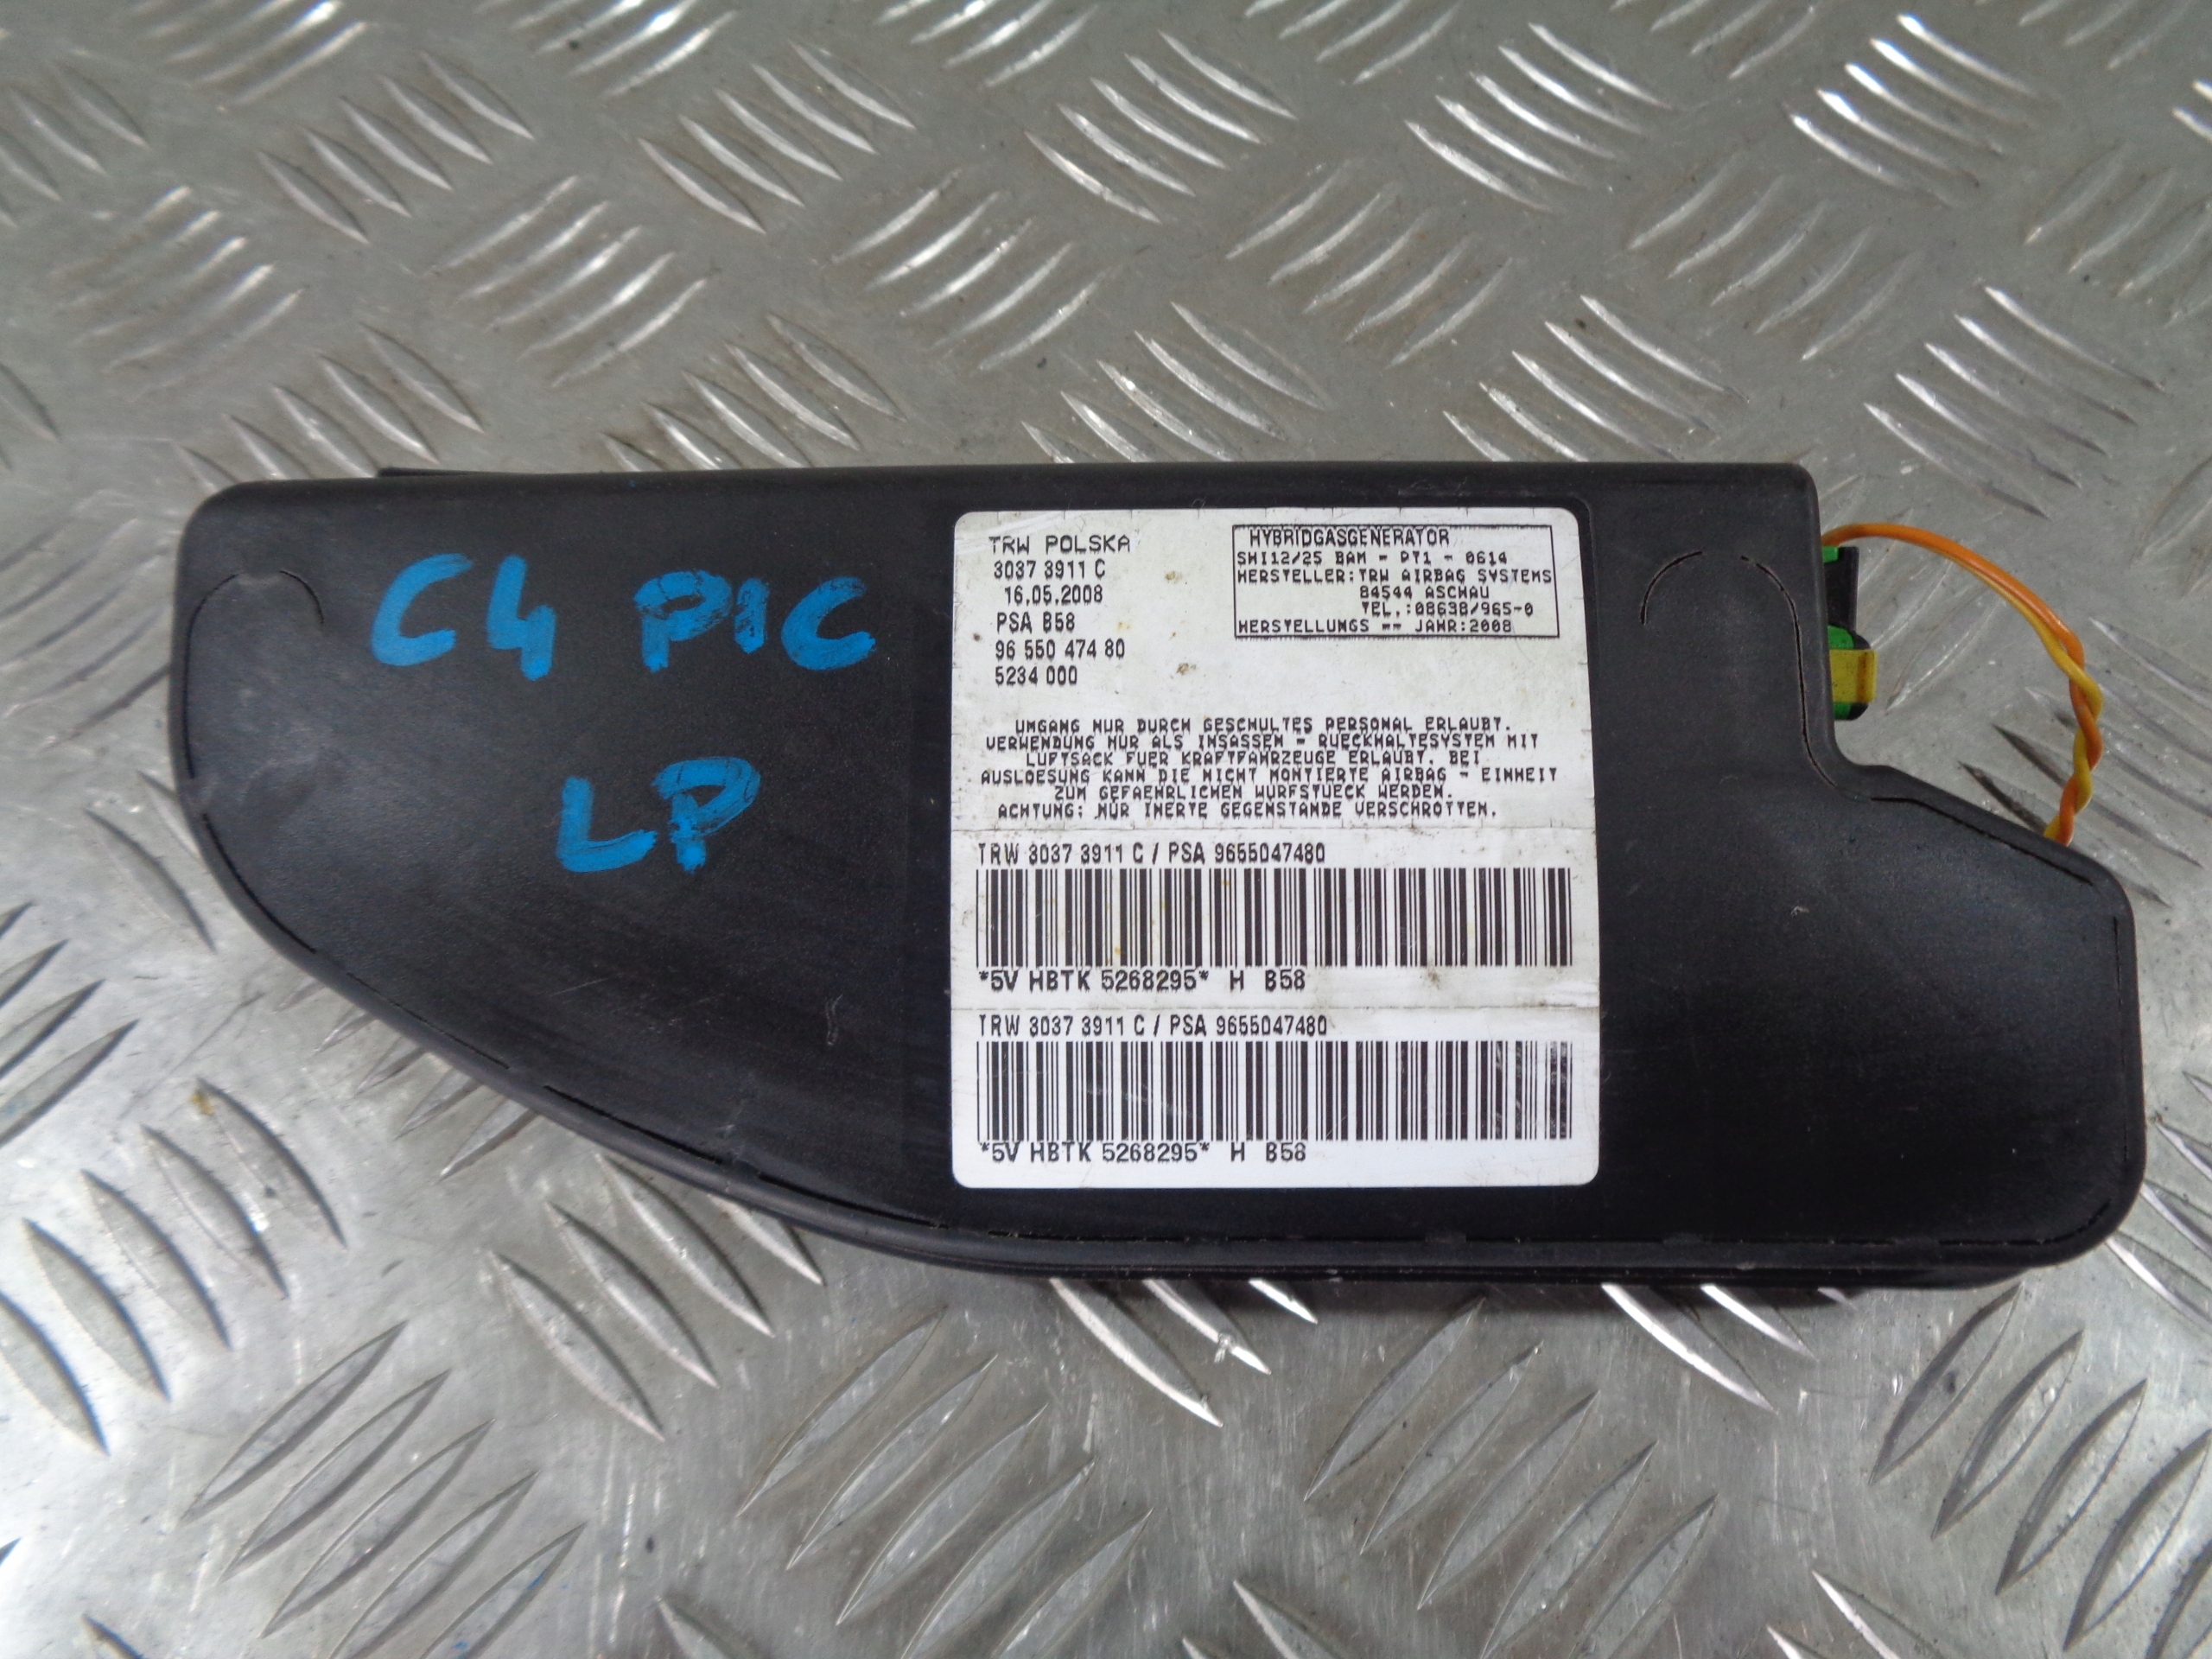 C4 PIC
LP
TRW POLSKA
3037 3911 C
16.05.2008
PSA B58
96 550 474 80
5234 000
HYBRIDGASGENERATOR
SHI12/25 BAM - PT1 - 0614
HERSTELLER:TRW AIRBAG SYSTEMS
84544 ASCHAU
TEL.:08638/965-0
HERSTELLUNGS -- JAHR:2008
UMGANG NUR DURCH GESCHULTES PERSONAL ERLAUBT.
VERWENDUNG NUR ALS INSASSEN - RUECKHALTESYSTEM MIT
LUFTSACK FUER KRAFTFAHRZEUGE ERLAUBT. BEI
AUSLOESUNG KANN DIE NICHT MONTIERTE AIRBAG - EINHEIT
ZUM GEFAEHRLICHEN WURFSTUECK WERDEN.
ACHTUNG: NUR INERTE GEGENSTANDE VERSCHROTTEN.
TRW 3037 3911 C / PSA 9655047480
*5V HBTK 5268295* H B58
TRW 3037 3911 C / PSA 9655047480
*5V HBTK 5268295* H B58